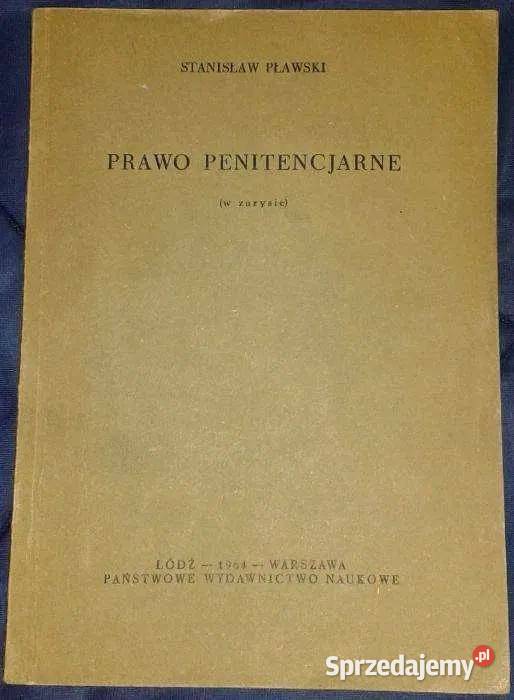 STANISŁAW PŁAWSKI
PRAWO PENITENCJARNE
(w zarysie)
ŁÓDŹ — 1964 — WARSZAWA
PAŃSTWOWE WYDAWNICTWO NAUKOWE
Sprzedajemy.pl